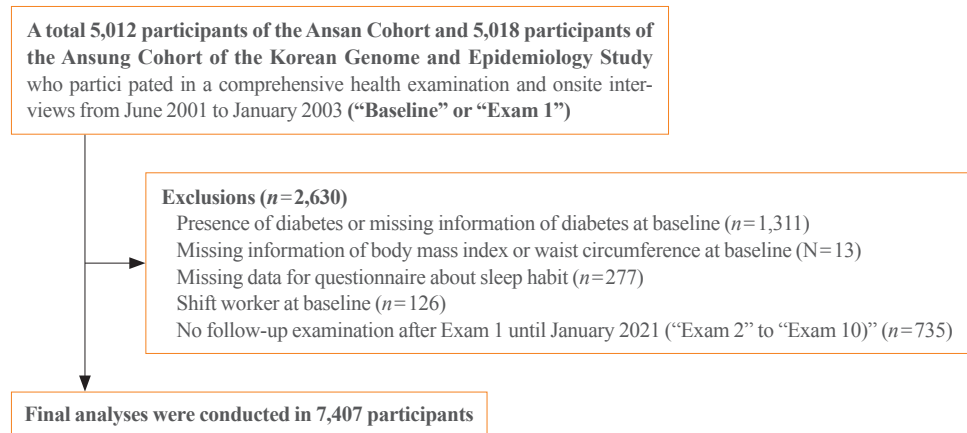 A total 5,012 participants of the Ansan Cohort and 5,018 participants of
the Ansung Cohort of the Korean Genome and Epidemiology Study
who partici pated in a comprehensive health examination and onsite inter-
views from June 2001 to January 2003 (“Baseline” or “Exam 1”)
Exclusions (n=2,630)
Presence of diabetes or missing information of diabetes at baseline (n=1,311)
Missing information of body mass index or waist circumference at baseline (N=13)
Missing data for questionnaire about sleep habit (n=277)
Shift worker at baseline (n=126)
No follow-up examination after Exam 1 until January 2021 (“Exam 2” to “Exam 10)” (n=735)
Final analyses were conducted in 7,407 participants